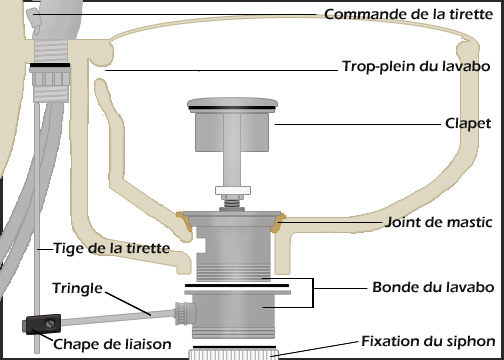 Commande de la tirette
Trop-plein du lavabo
Clapet
Joint de mastic
Tige de la tirette
Tringle
Bonde du lavabo
Chape de liaison
Fixation du siphon